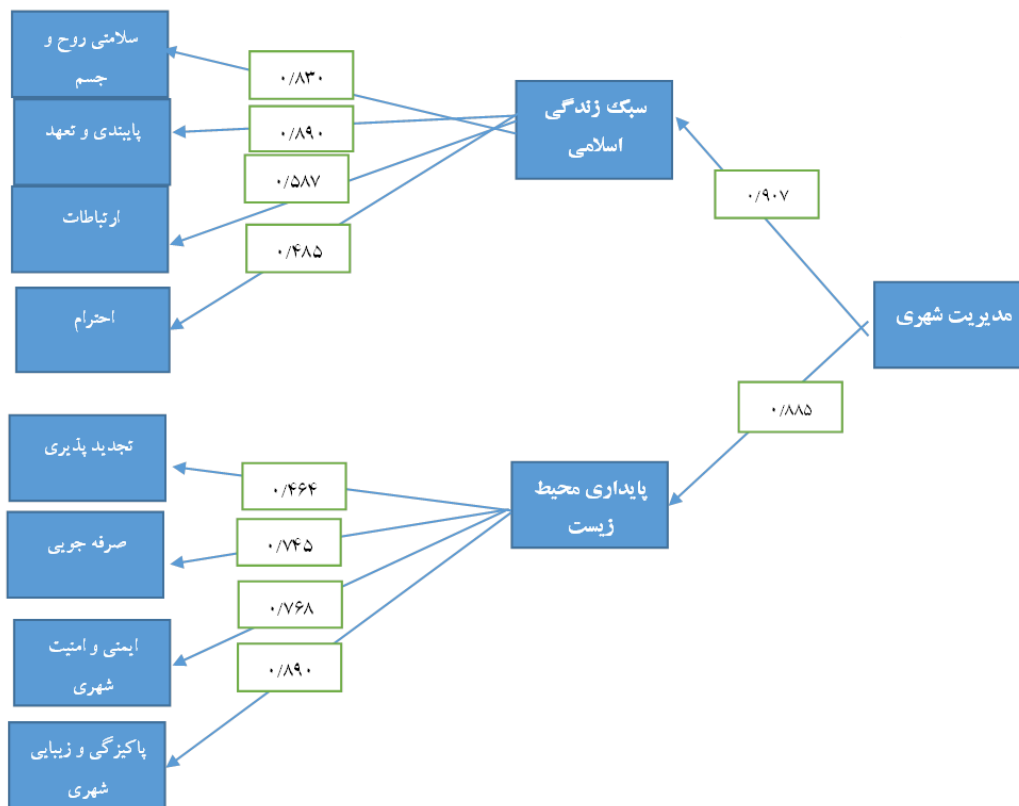 مدیریت شهری
۰/۹۰۷
۰/۸۸۵
سبک زندگی
اسلامی
۰/۸۳۰
۰/۸۹۰
۰/۵۸۷
۰/۴۸۵
سلامتی روح و
جسم
پایبندی و تعهد
ارتباطات
احترام
پایداری محیط
زیست
۰/۴۶۴
۰/۷۴۵
۰/۷۶۸
۰/۸۹۰
تجدید پذیری
صرفه جویی
ایمنی و امنیت
شهری
پاکیزگی و زیبایی
شهری